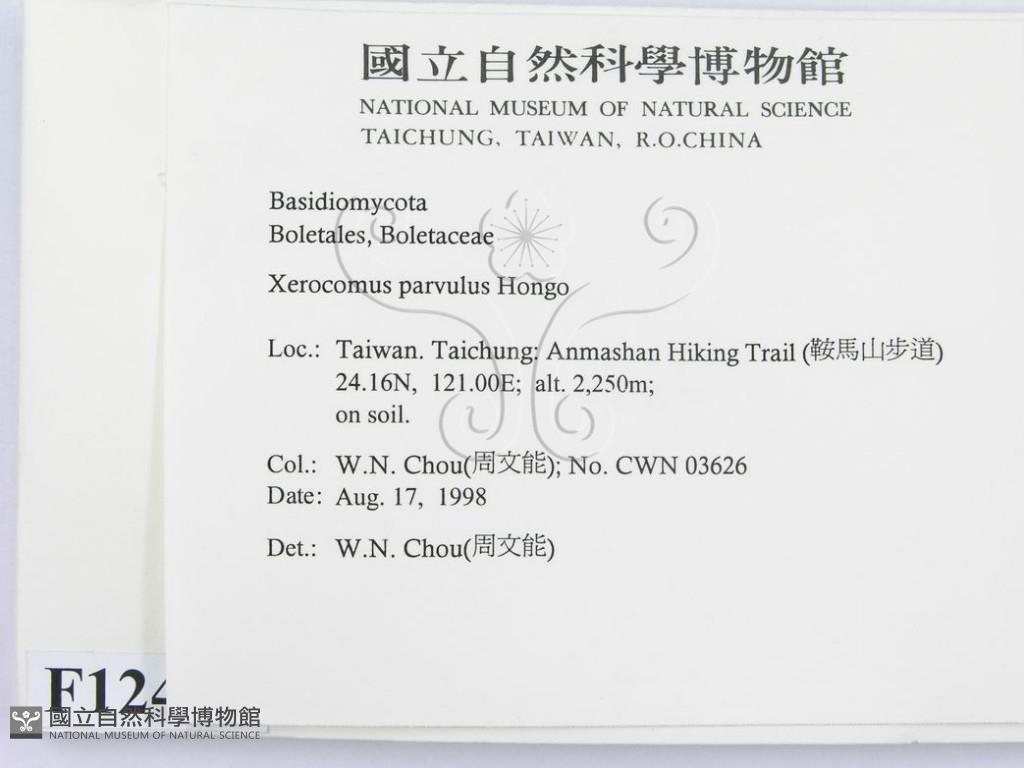 國立自然科學博物館
NATIONAL MUSEUM OF NATURAL SCIENCE
TAICHUNG, TAIWAN, R.O.CHINA
Basidiomycota
Boletales, Boletaceae
Xerocomus parvulus Hongo
Loc.: Taiwan. Taichung: Anmashan Hiking Trail (鞍馬山步道)
24.16N, 121.00E; alt. 2,250m;
on soil.
Col.: W.N. Chou(周文能); No. CWN 03626
Date: Aug. 17, 1998
Det.: W.N. Chou(周文能)
F124
國立自然科學博物館
NATIONAL MUSEUM OF NATURAL SCIENCE